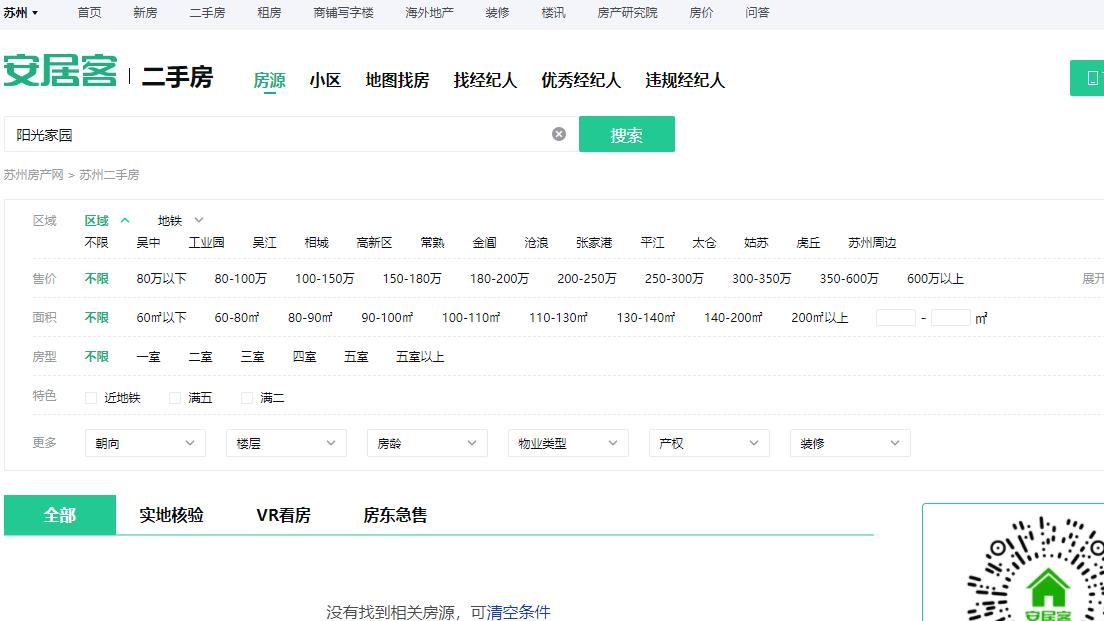 苏州 首页 新房 二手房 租房 商铺写字楼 海外地产 装修 楼讯 房产研究院 房价 问答
安居客 二手房 房源 小区 地图找房 找经纪人 优秀经纪人 违规经纪人
阳光家园 搜索
苏州房产网 > 苏州二手房
区域 区域 地铁
不限 吴中 工业园 吴江 相城 高新区 常熟 金阊 沧浪 张家港 平江 太仓 姑苏 虎丘 苏州周边
售价 不限 80万以下 80-100万 100-150万 150-180万 180-200万 200-250万 250-300万 300-350万 350-600万 600万以上 展开
面积 不限 60㎡以下 60-80㎡ 80-90㎡ 90-100㎡ 100-110㎡ 110-130㎡ 130-140㎡ 140-200㎡ 200㎡以上 - ㎡
房型 不限 一室 二室 三室 四室 五室 五室以上
特色 近地铁 满五 满二
更多 朝向 楼层 房龄 物业类型 产权 装修
全部 实地核验 VR看房 房东急售
没有找到相关房源，可清空条件
安居客